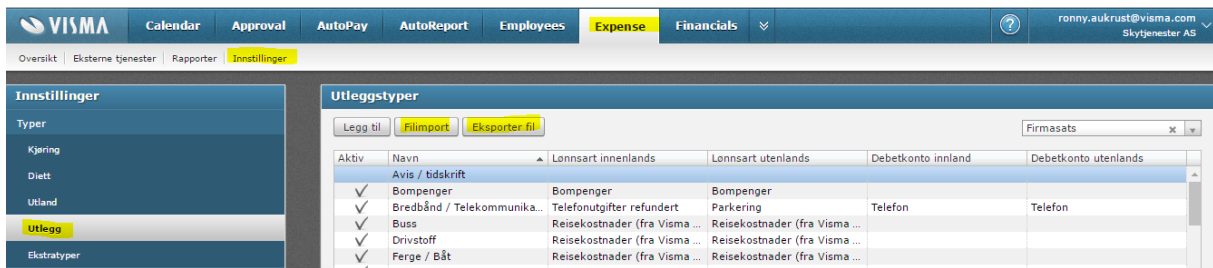 VISMA Calendar Approval AutoPay AutoReport Employees Expense Financials ? ronny.aukrust@visma.com
Skytjenester AS
Oversikt Eksterne tjenester Rapporter Innstillinger
Innstillinger
Typer
Kjøring
Diett
Utland
Utlegg
Ekstratyper
Utleggstyper
Legg til Filimport Eksporter fil Firmasats
Aktiv Navn Lønnsart innenlands Lønnsart utenlands Debetkonto innland Debetkonto utenlands
Avis / tidskrift
Bompenger Bompenger Bompenger
Bredbånd / Telekommunika... Telefonutgifter refundert Parkering Telefon Telefon
Buss Reisekostnader (fra Visma ... Reisekostnader (fra Visma ...
Drivstoff Reisekostnader (fra Visma ... Reisekostnader (fra Visma ...
Ferge / Båt Reisekostnader (fra Visma ... Reisekostnader (fra Visma ...